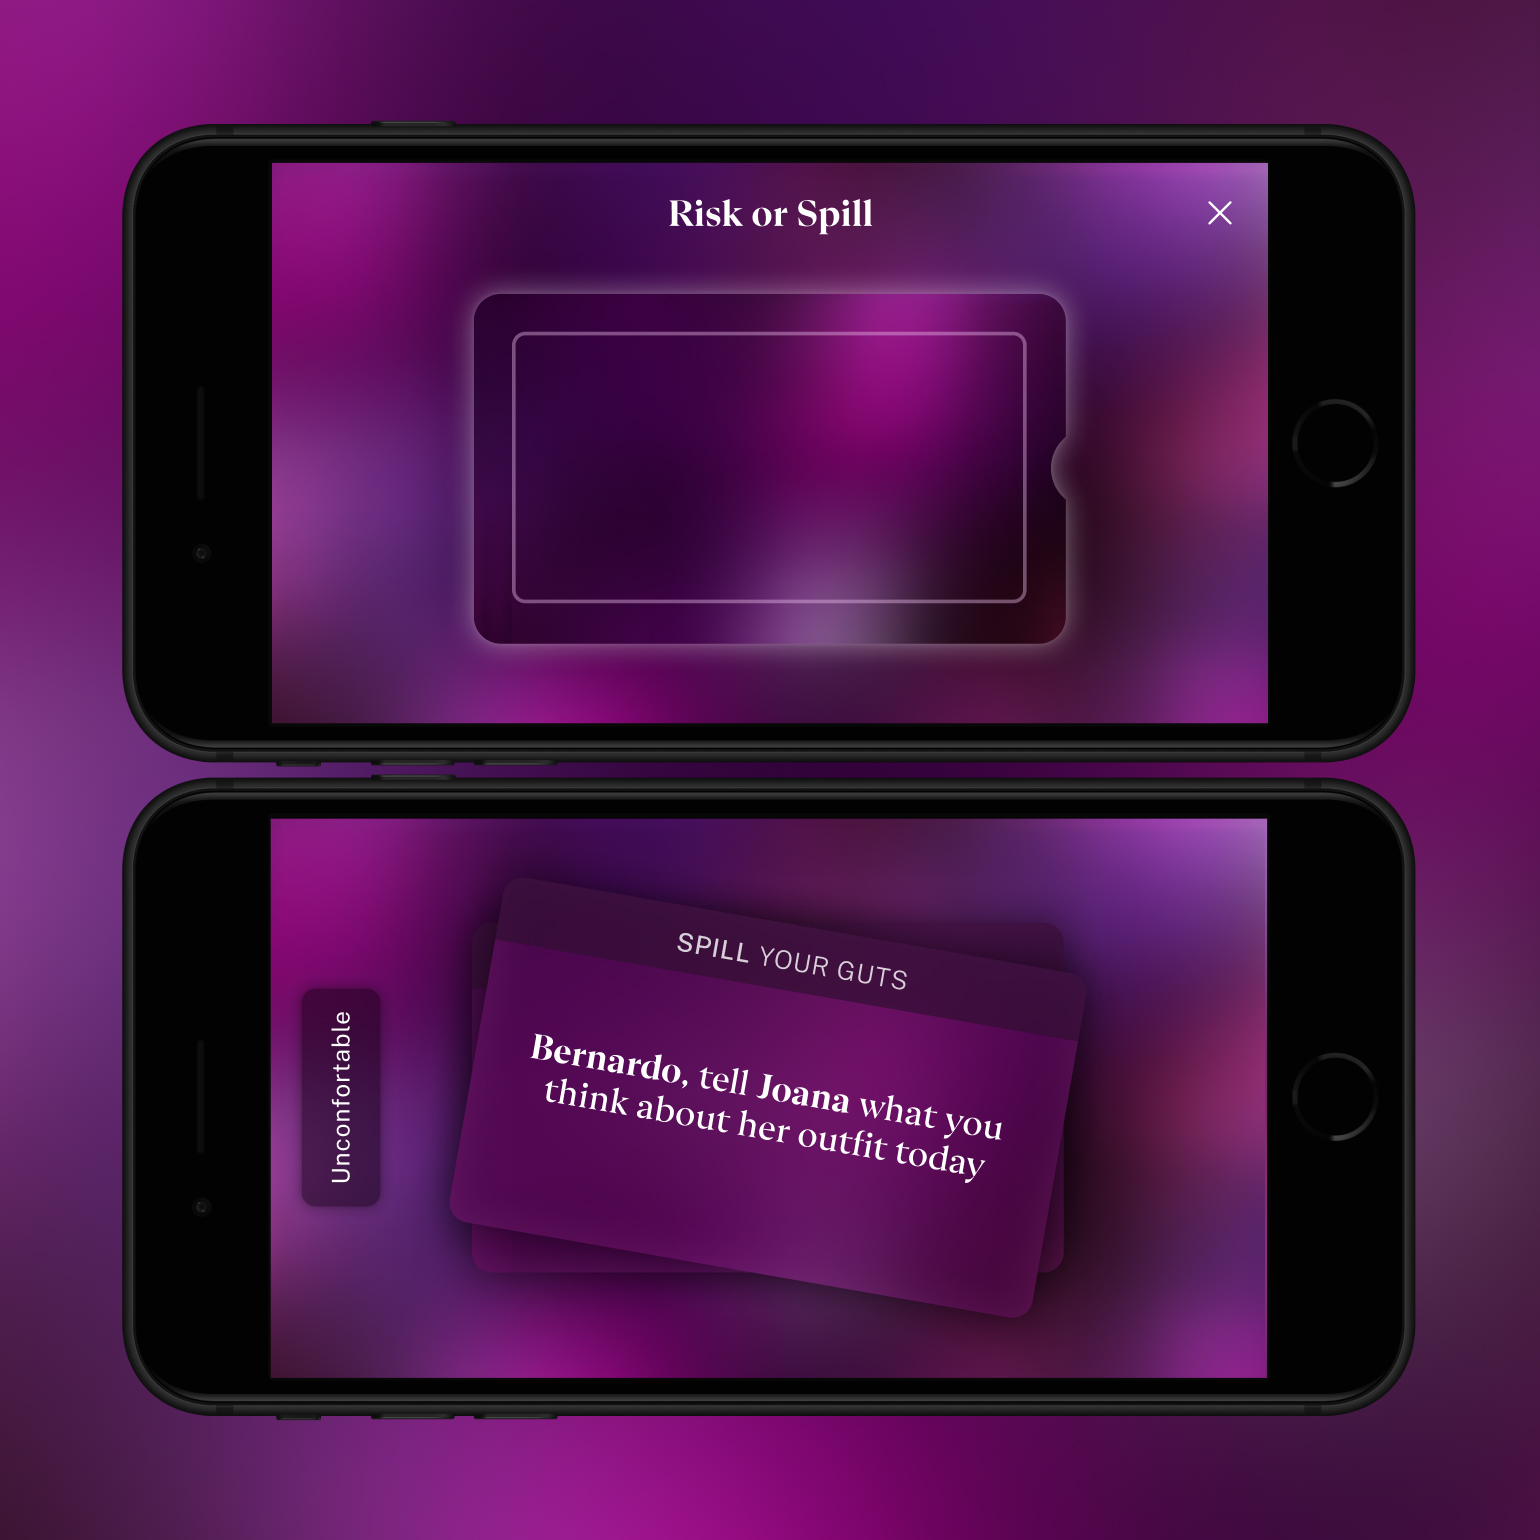 Risk or Spill
SPILL YOUR GUTS
Bernardo, tell Joana what you
think about her outfit today
Unconfortable